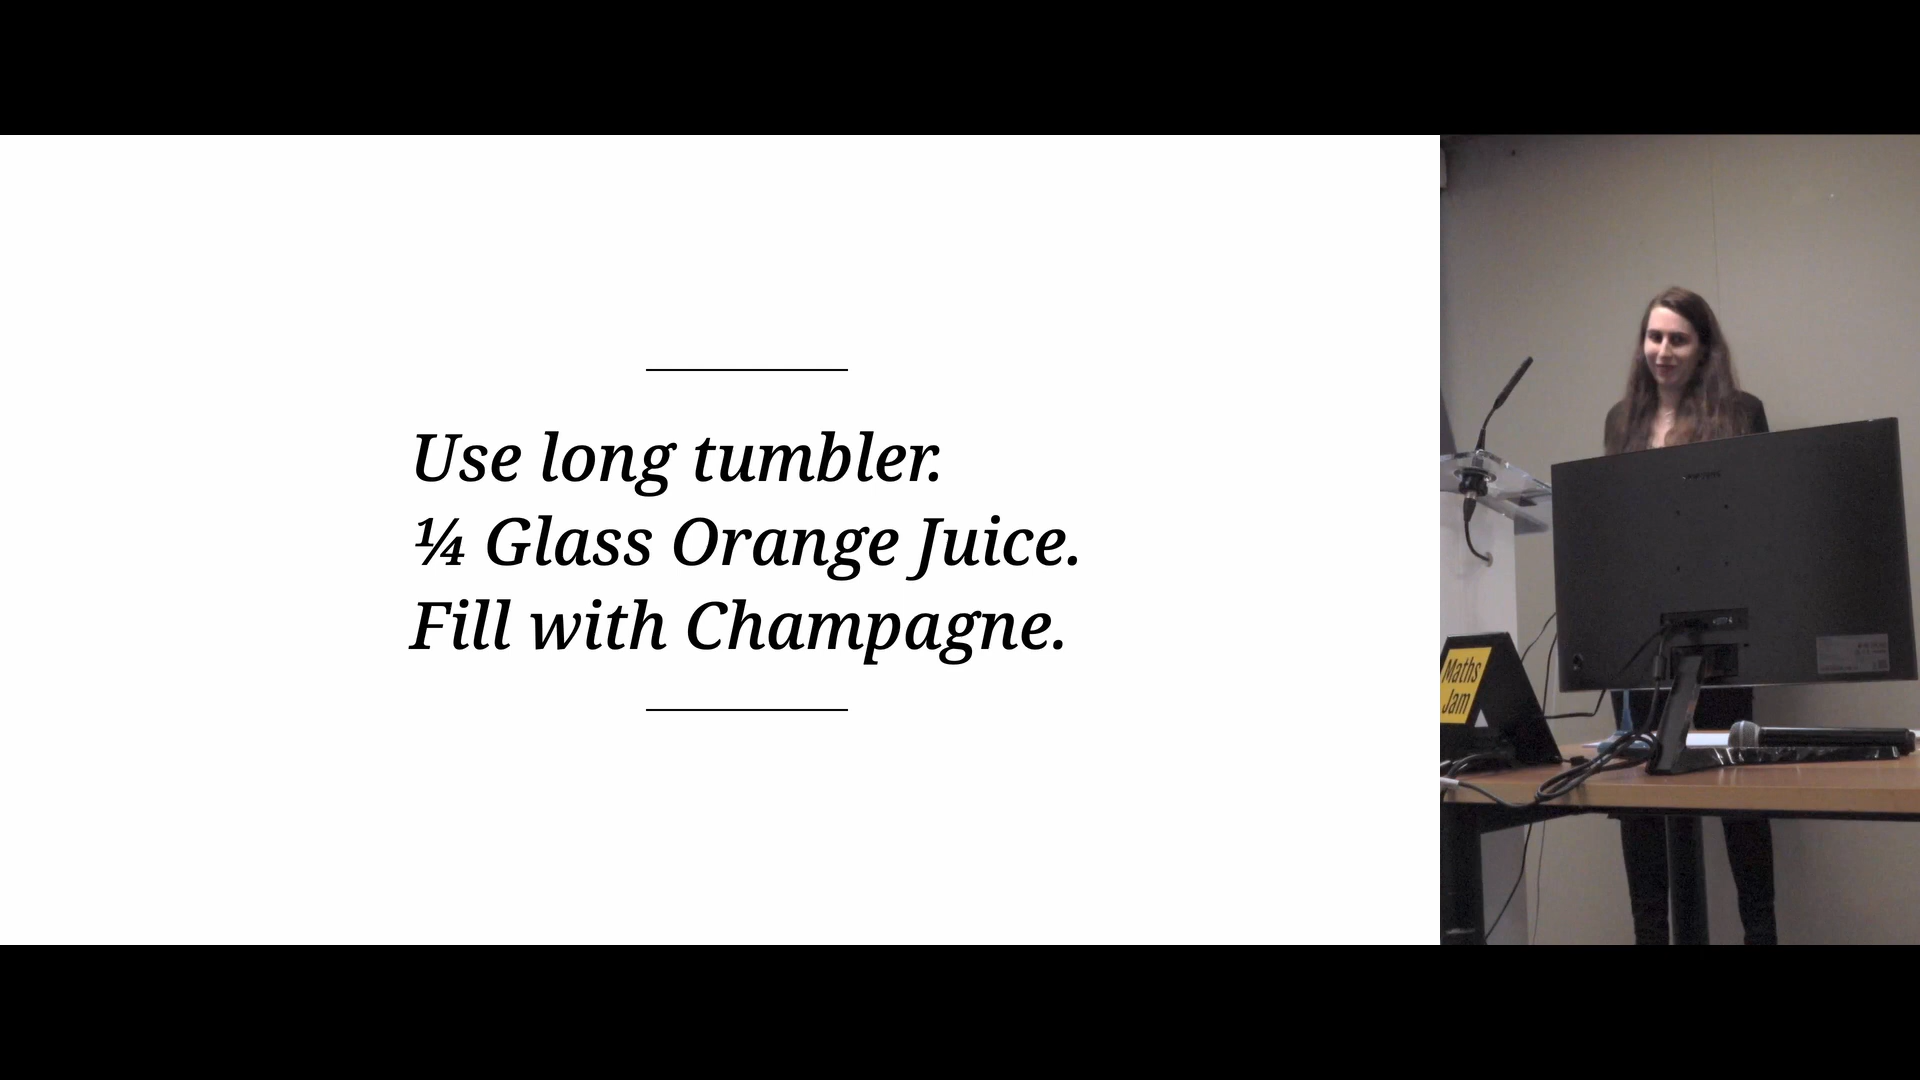 Use long tumbler.
¼ Glass Orange Juice.
Fill with Champagne.
Maths
Jam